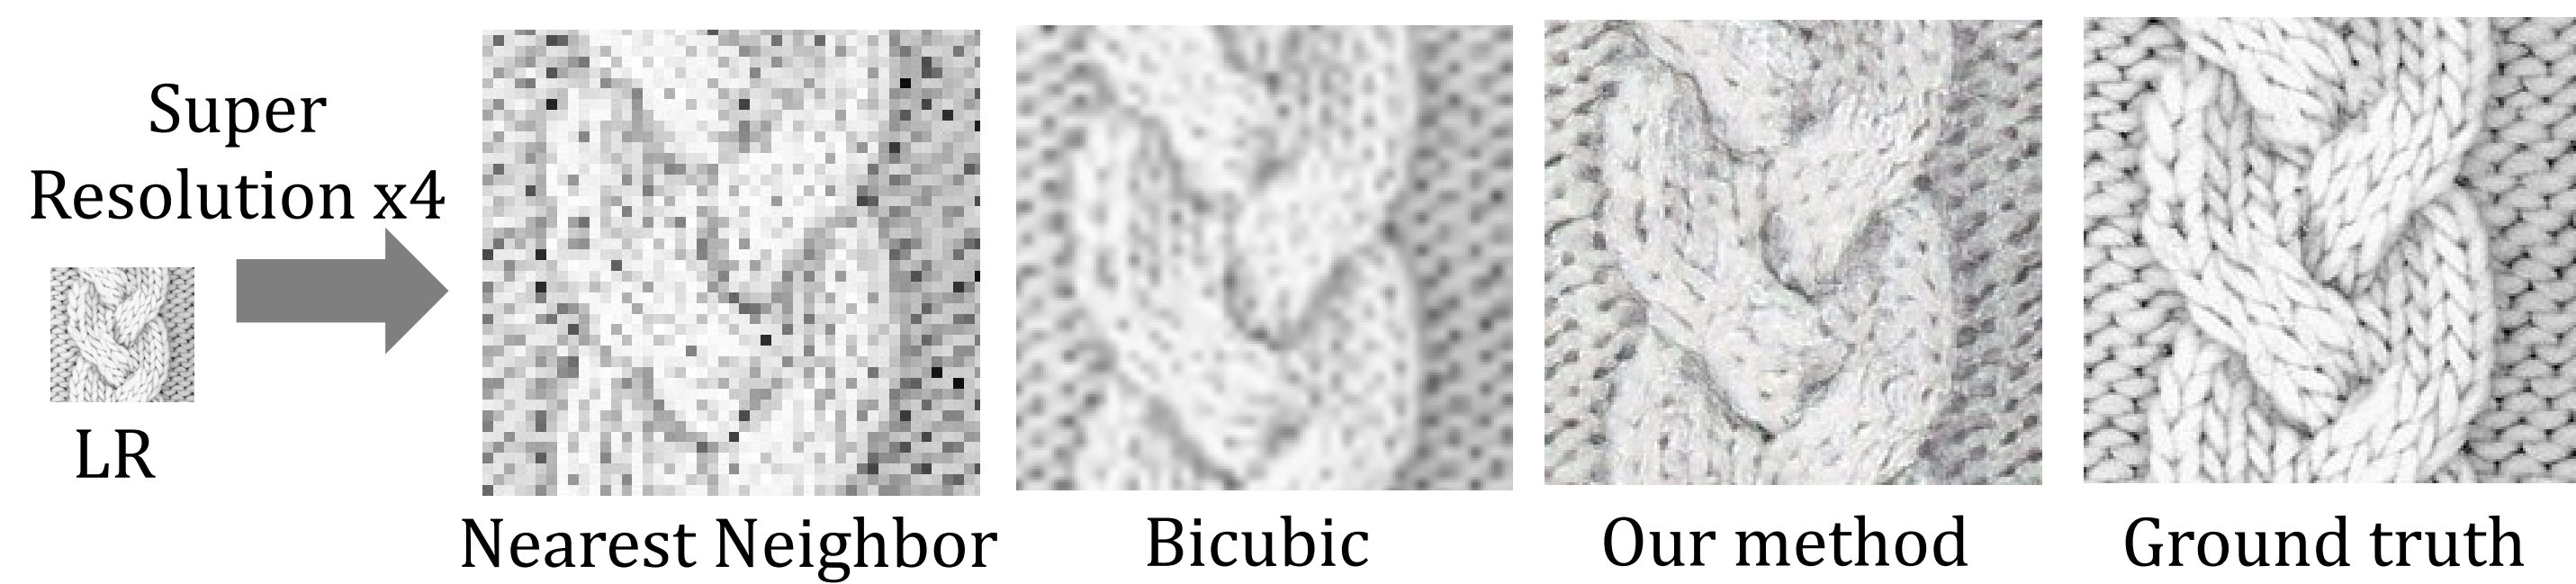 Super
Resolution x4
LR
Nearest Neighbor
Bicubic
Our method
Ground truth